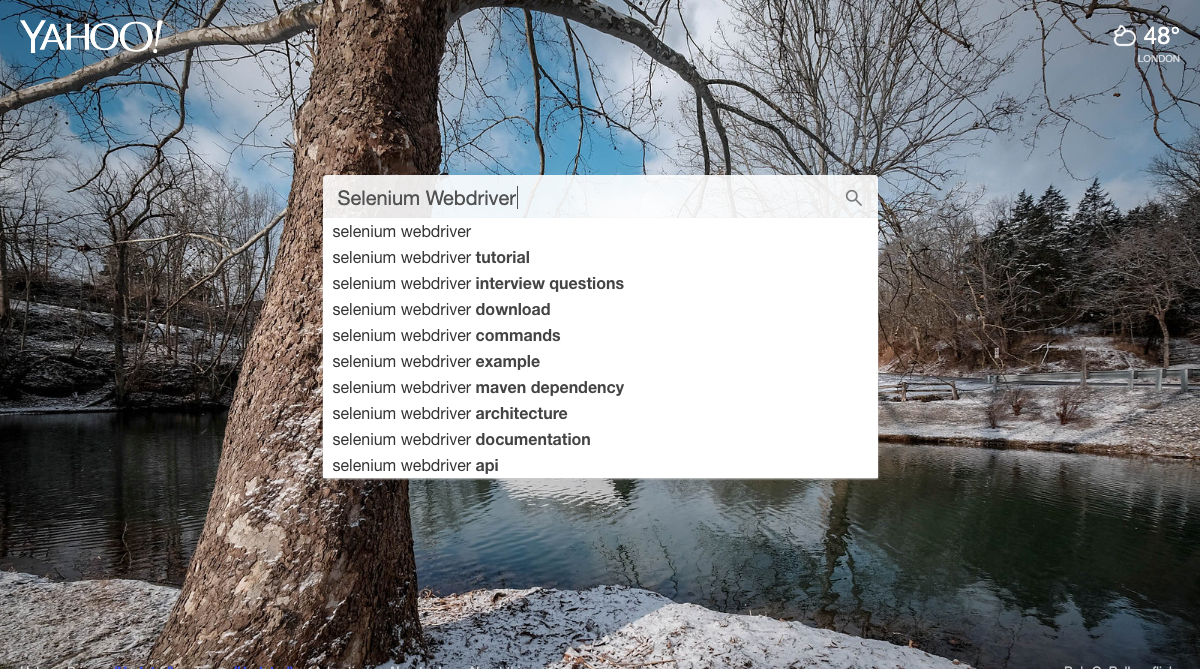 YAHOO!
48°
LONDON
Selenium Webdriver
selenium webdriver
selenium webdriver tutorial
selenium webdriver interview questions
selenium webdriver download
selenium webdriver commands
selenium webdriver example
selenium webdriver maven dependency
selenium webdriver architecture
selenium webdriver documentation
selenium webdriver api